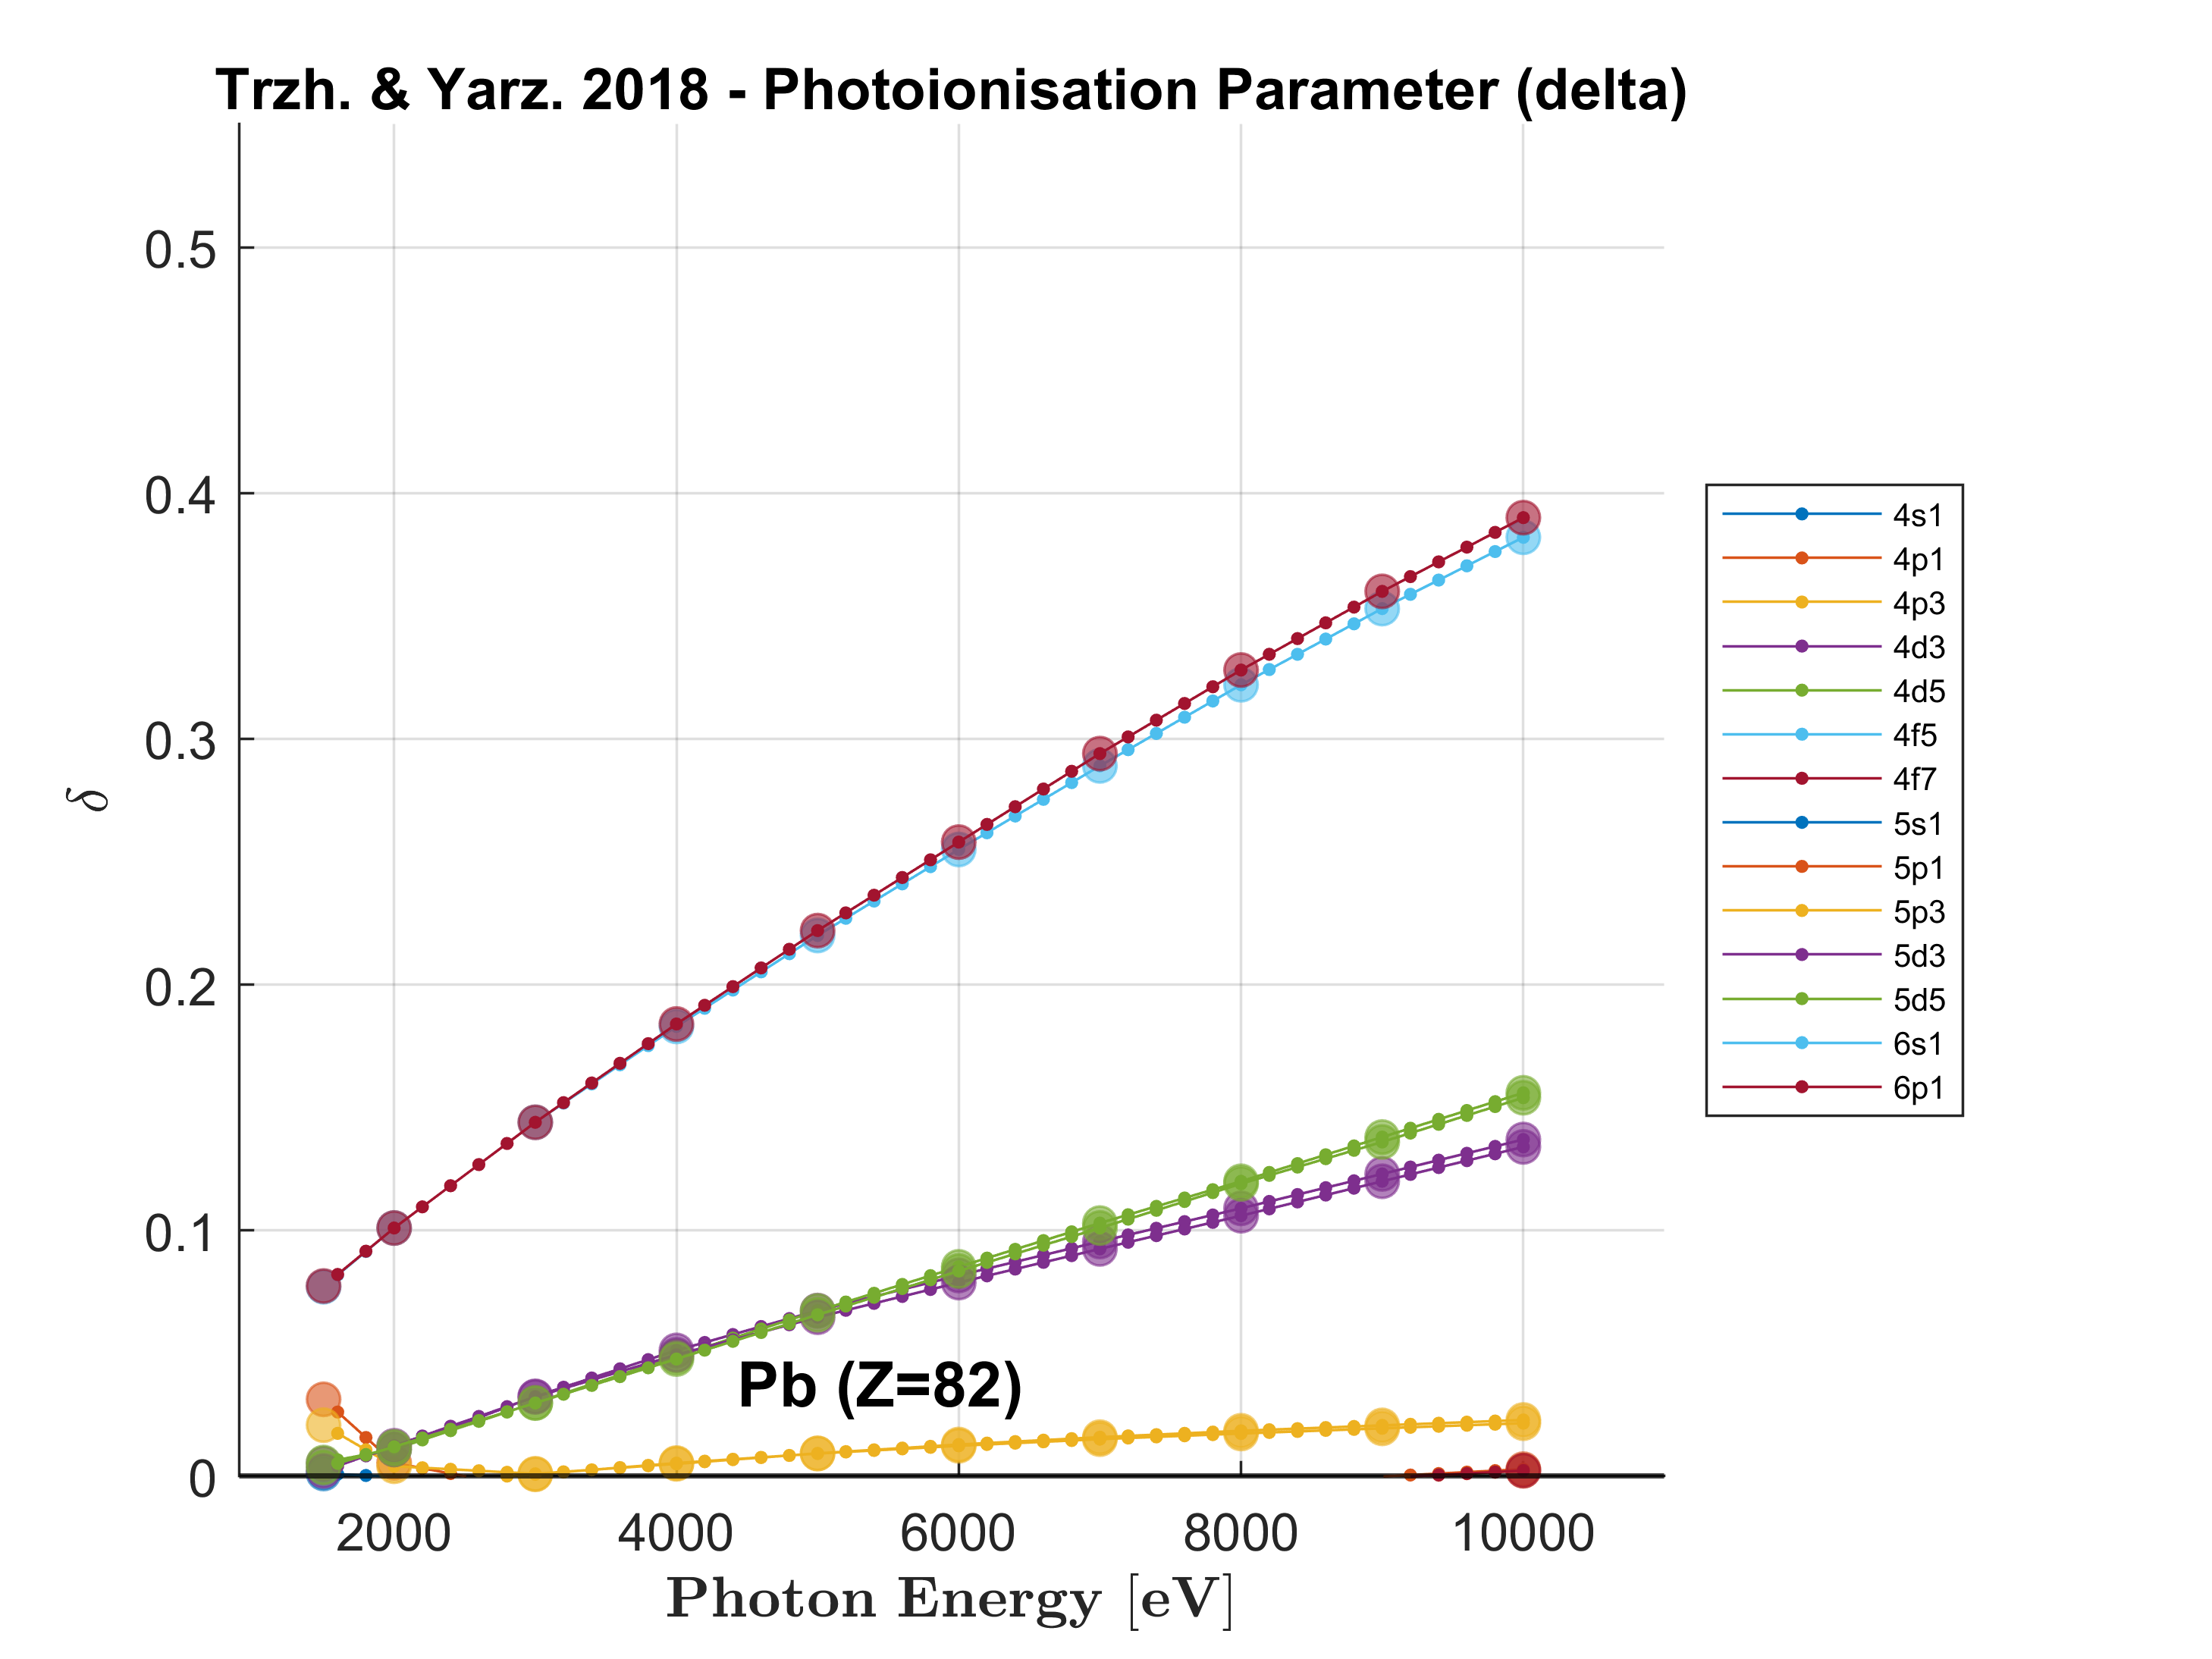 Trzh. & Yarz. 2018 - Photoionisation Parameter (delta)
0.5
0.4
0.3
0.2
0.1
0
δ
2000 4000 6000 8000 10000
Photon Energy [eV]
Pb (Z=82)
4s1
4p1
4p3
4d3
4d5
4f5
4f7
5s1
5p1
5p3
5d3
5d5
6s1
6p1